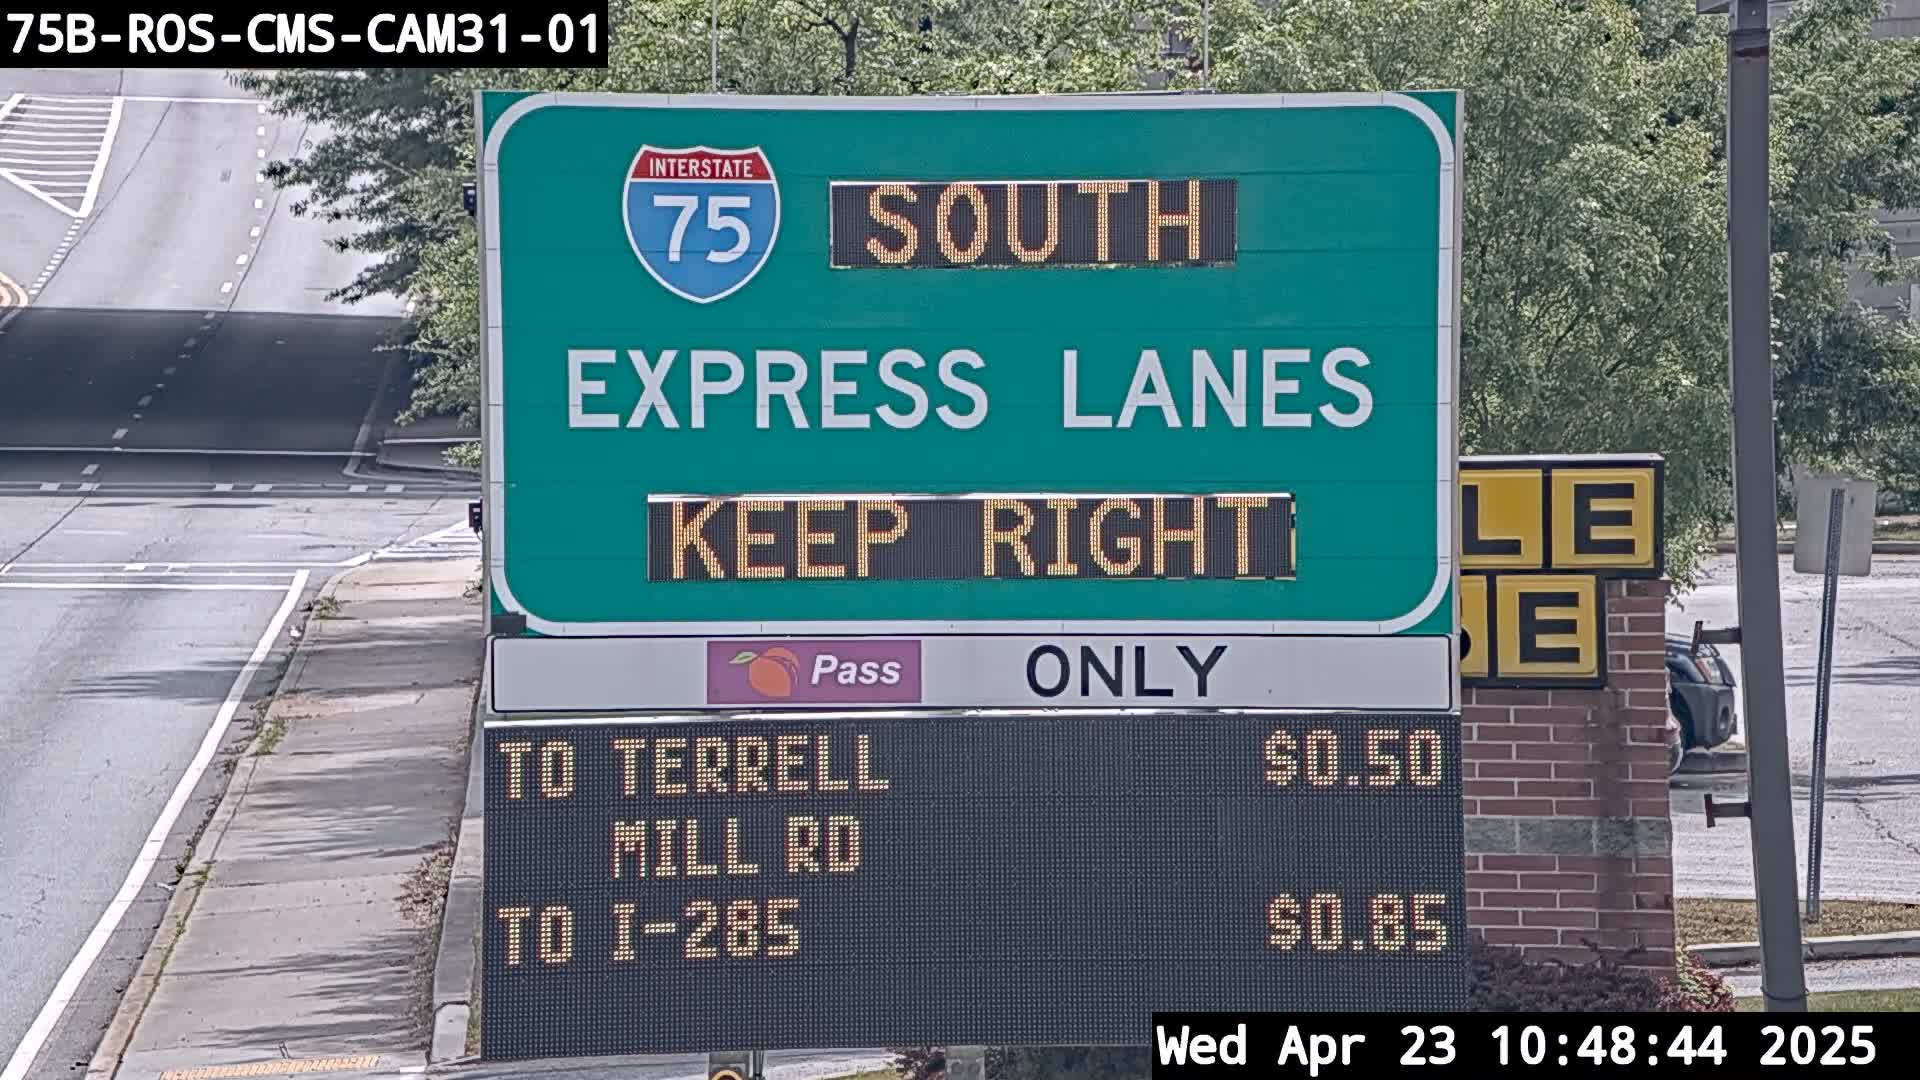 75B-ROS-CMS-CAM31-01
INTERSTATE
75
SOUTH
EXPRESS LANES
KEEP RIGHT
Pass ONLY
TO TERRELL $0.50
MILL RD
TO I-285 $0.85
LE
E
Wed Apr 23 10:48:44 2025